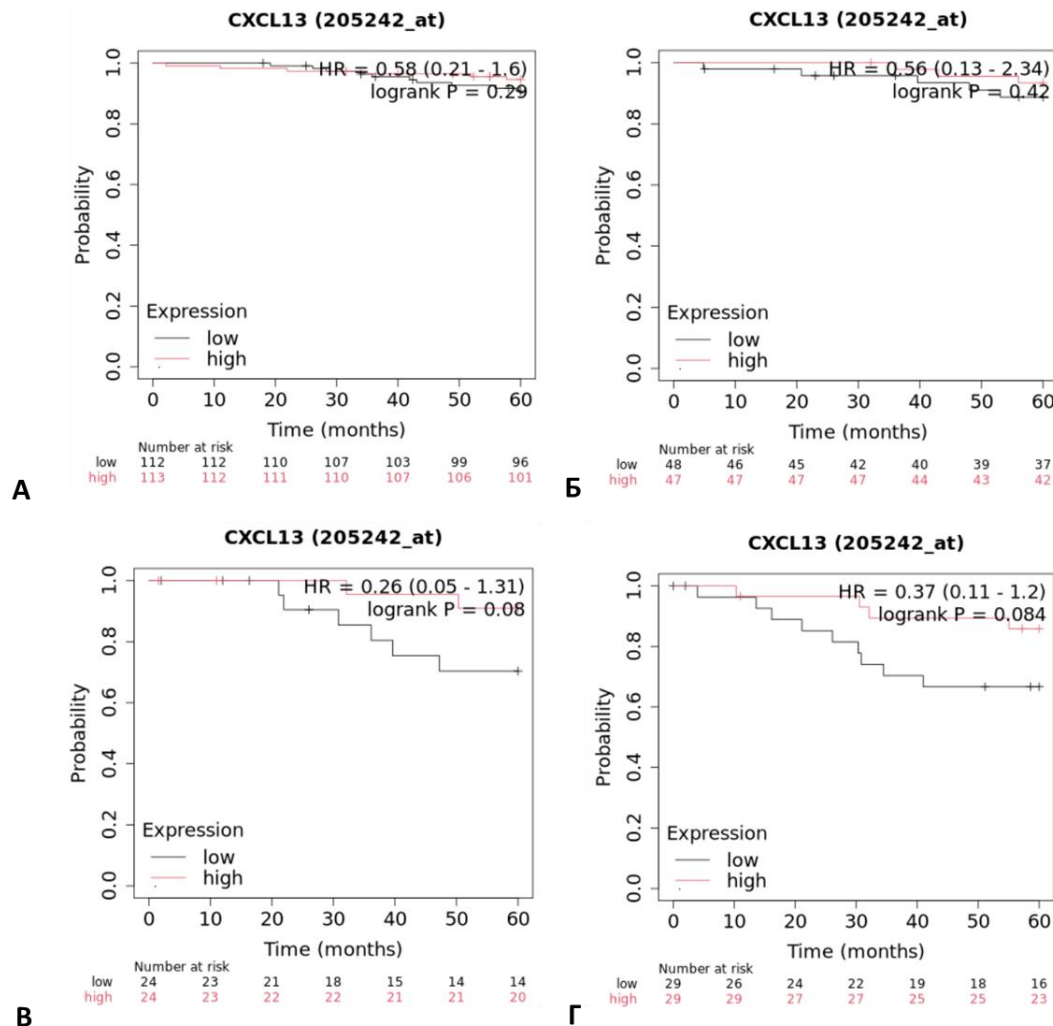 CXCL13 (205242_at)
HR = 0.58 (0.21 - 1.6)
logrank P = 0.29
Probability
1.0
0.8
0.6
0.4
0.2
0.0
Expression
low
high
0 10 20 30 40 50 60
Time (months)
Number at risk
low 112 112 110 107 103 99 96
high 113 112 111 110 107 106 101
А
CXCL13 (205242_at)
HR = 0.56 (0.13 - 2.34)
logrank P = 0.42
Probability
1.0
0.8
0.6
0.4
0.2
0.0
Expression
low
high
0 10 20 30 40 50 60
Time (months)
Number at risk
low 48 46 45 42 40 39 37
high 47 47 47 47 44 43 42
Б
CXCL13 (205242_at)
HR = 0.26 (0.05 - 1.31)
logrank P = 0.08
Probability
1.0
0.8
0.6
0.4
0.2
0.0
Expression
low
high
0 10 20 30 40 50 60
Time (months)
Number at risk
low 24 23 21 18 15 14 14
high 24 23 22 22 21 21 20
В
CXCL13 (205242_at)
HR = 0.37 (0.11 - 1.2)
logrank P = 0.084
Probability
1.0
0.8
0.6
0.4
0.2
0.0
Expression
low
high
0 10 20 30 40 50 60
Time (months)
Number at risk
low 29 26 24 22 19 18 16
high 29 29 27 27 25 25 23
Г